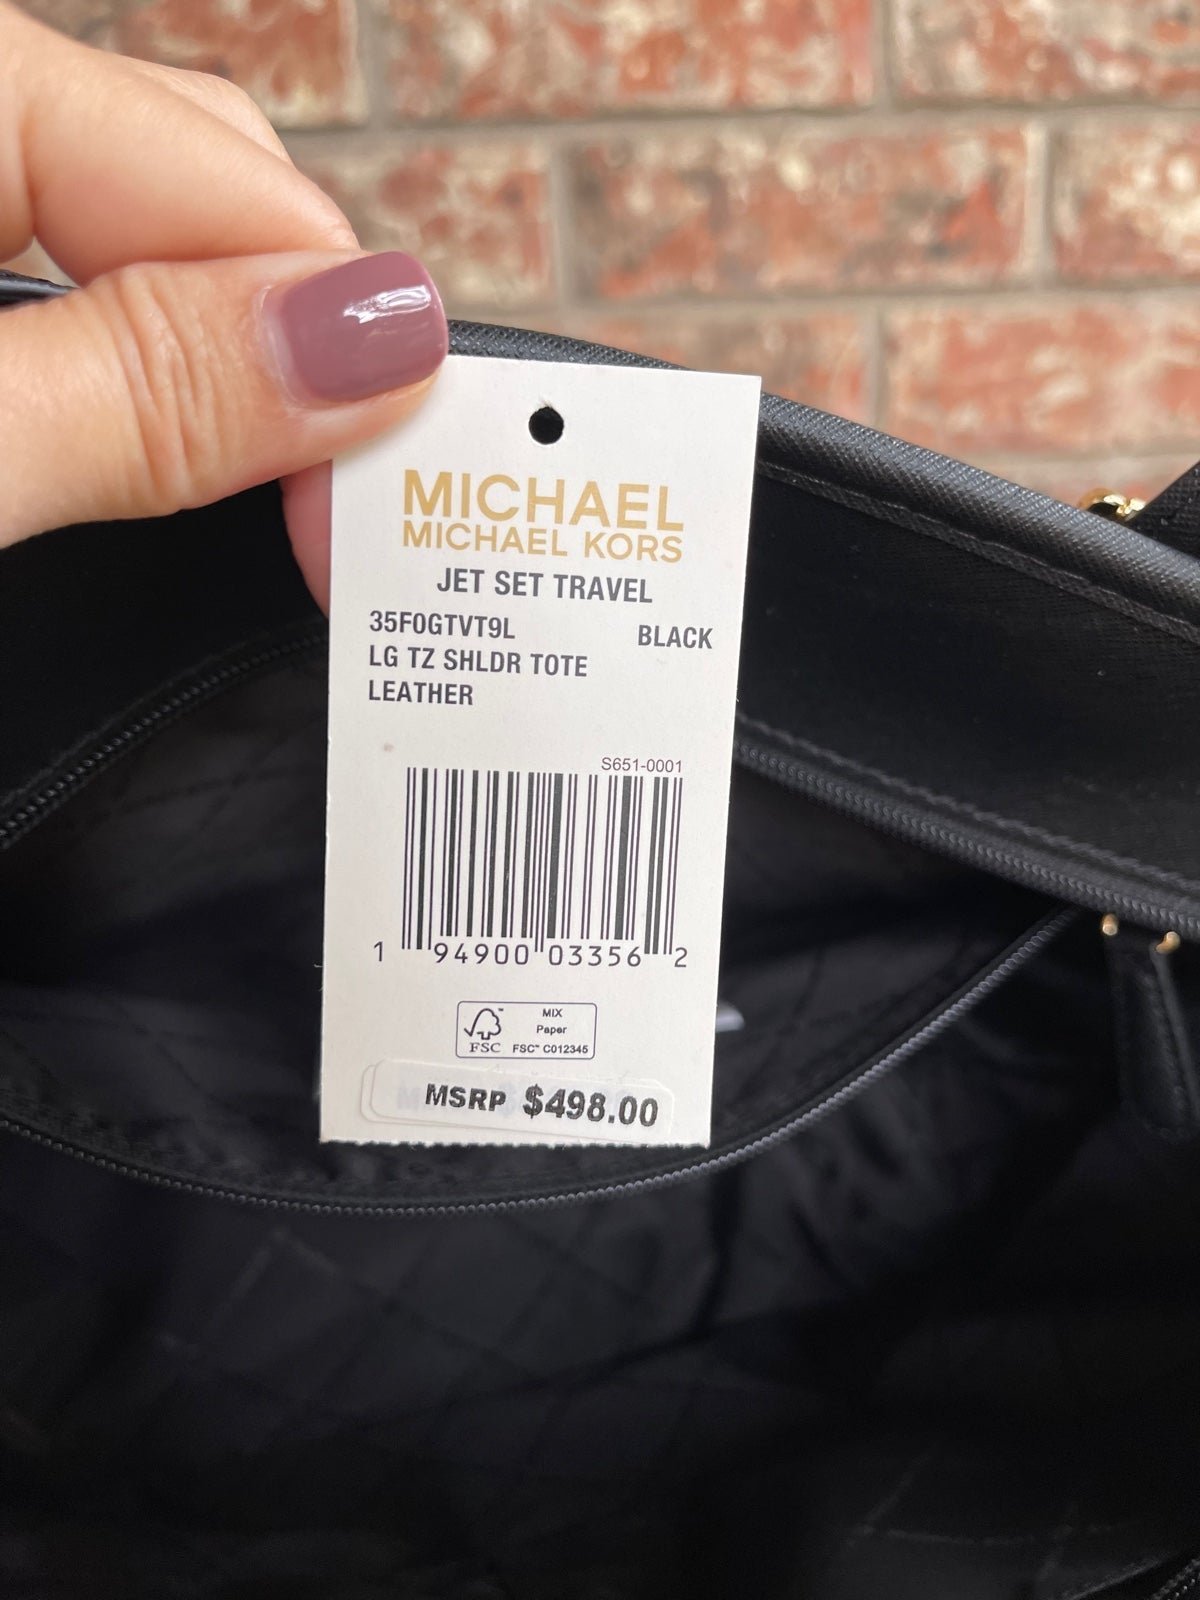 MICHAEL
MICHAEL KORS
JET SET TRAVEL
35F0GTVT9L BLACK
LG TZ SHLDR TOTE
LEATHER
S651-0001
1 94900 03356 2
FSC™
MIX
Paper
FSC™ C012345
MSRP $498.00